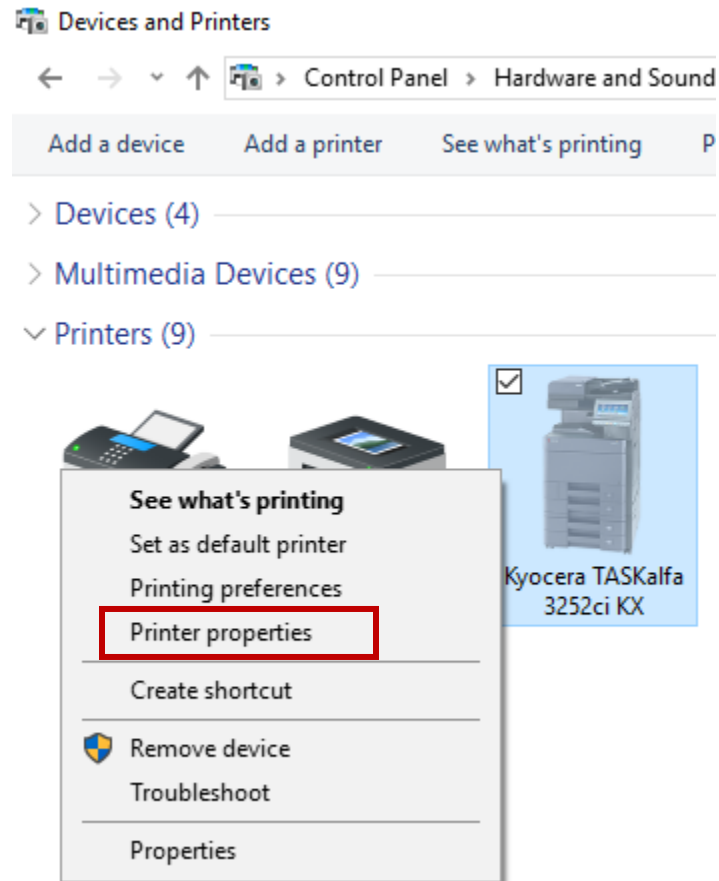 Devices and Printers
Control Panel > Hardware and Sound
Add a device Add a printer See what's printing P
Devices (4)
Multimedia Devices (9)
Printers (9)
Kyocera TASKalfa
3252ci KX
See what's printing
Set as default printer
Printing preferences
Printer properties
Create shortcut
Remove device
Troubleshoot
Properties